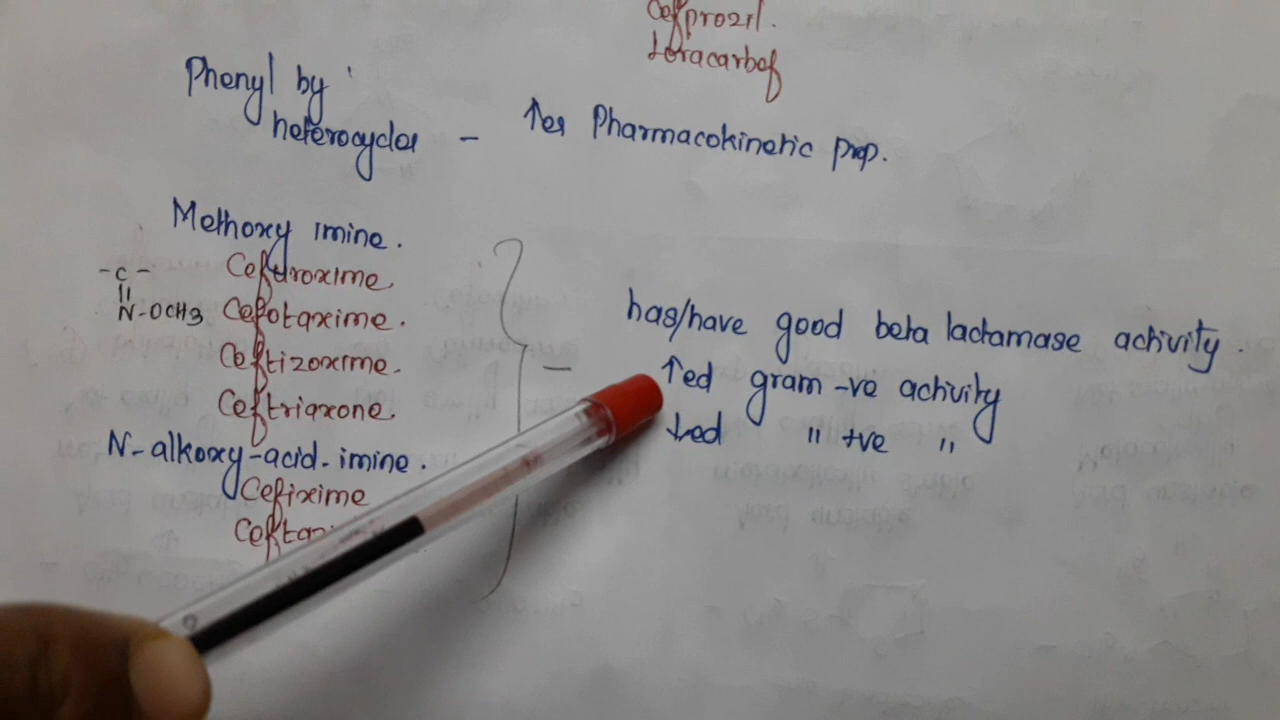 Cefprozil.
Loracarbef
Phenyl by
heterocycles - ↑es Pharmacokinetic prop.
Methoxy imine.
-C-
||
N-OCH3
Cefuroxime
Cefotaxime.
Ceftizoxime.
Ceftriaxone.
N-alkoxy-acid-imine.
Cefixime
- has/have good beta lactamase activity.
↑ed gram -ve activity
↓ed " +ve "